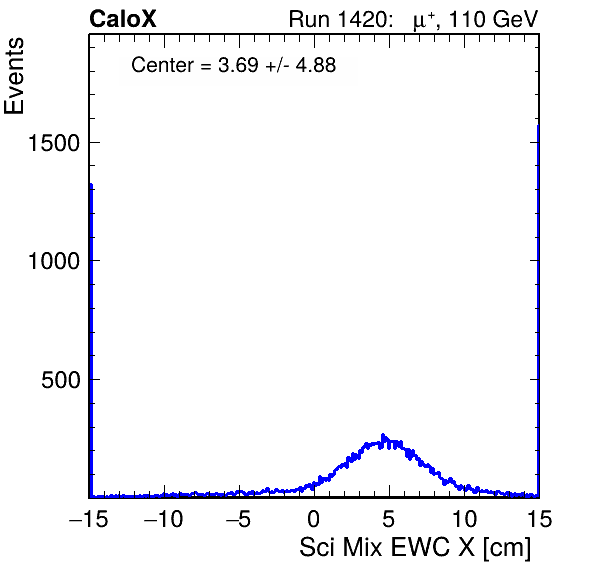 CaloX Run 1420: μ⁺, 110 GeV
Center = 3.69 +/- 4.88
Events
1500
1000
500
−15 −10 −5 0 5 10 15
Sci Mix EWC X [cm]